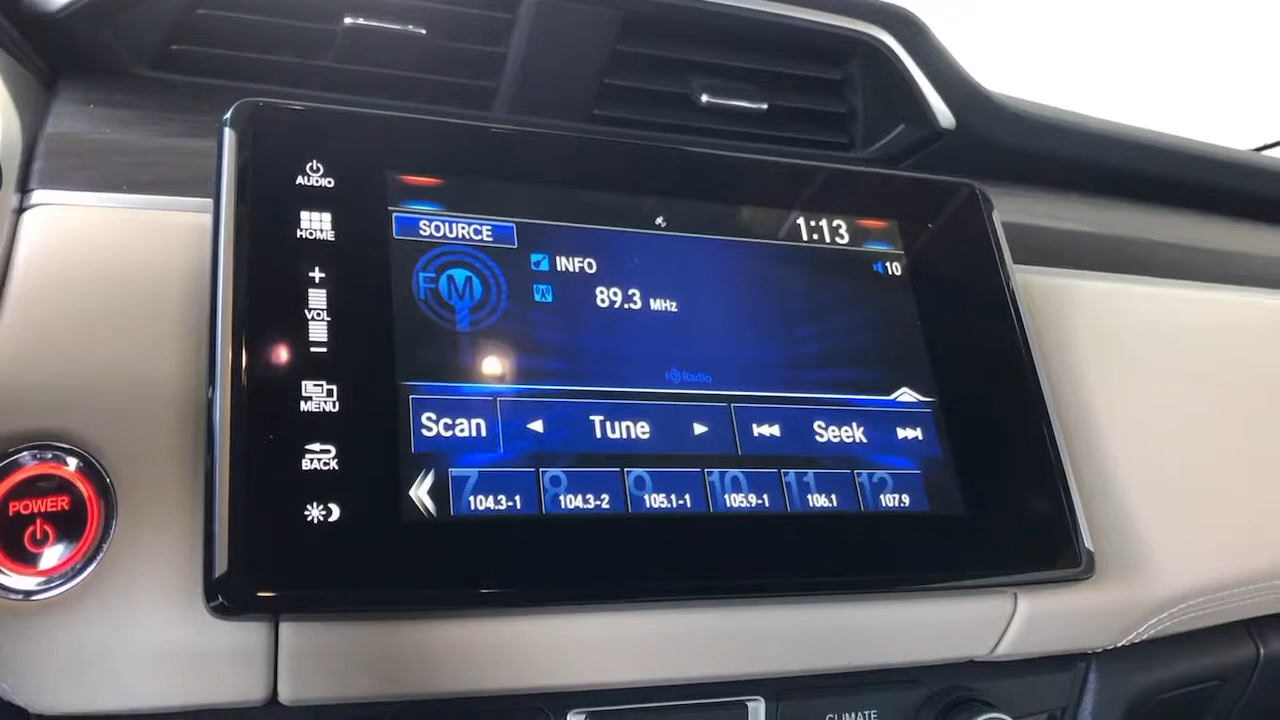 AUDIO
HOME
+
VOL
−
MENU
BACK
POWER
SOURCE
1:13
FM
INFO
10
89.3 MHz
HD Radio
Scan
Tune
Seek
7 104.3-1
8 104.3-2
9 105.1-1
10 105.9-1
11 106.1
12 107.9
CLIMATE